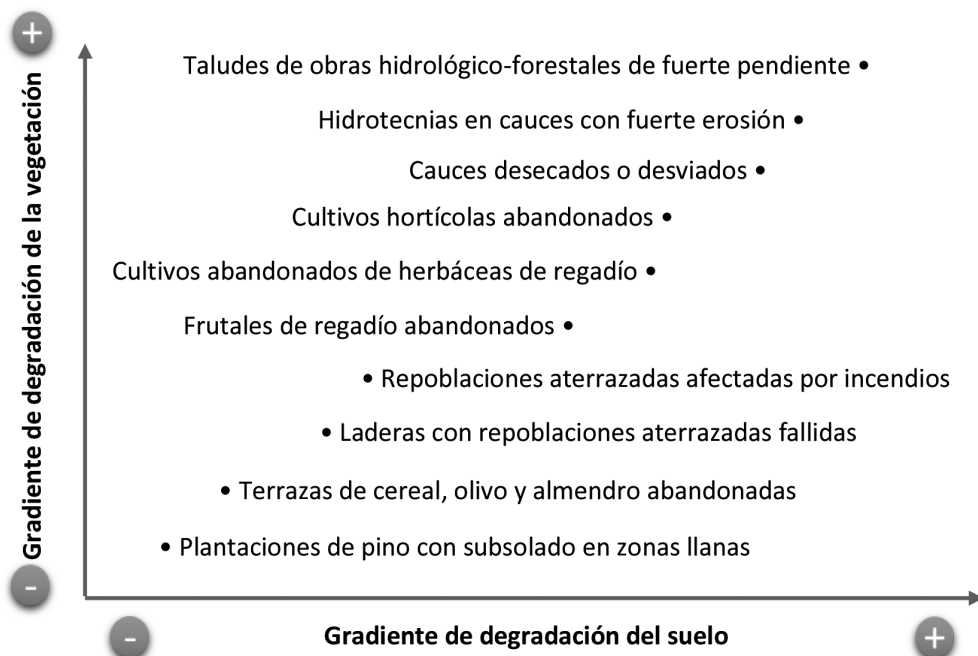 +
Gradiente de degradación de la vegetación
-
Taludes de obras hidrológico-forestales de fuerte pendiente •
Hidrotecnias en cauces con fuerte erosión •
Cauces desecados o desviados •
Cultivos hortícolas abandonados •
Cultivos abandonados de herbáceas de regadío •
Frutales de regadío abandonados •
• Repoblaciones aterrazadas afectadas por incendios
• Laderas con repoblaciones aterrazadas fallidas
• Terrazas de cereal, olivo y almendro abandonadas
• Plantaciones de pino con subsolado en zonas llanas
-
Gradiente de degradación del suelo
+